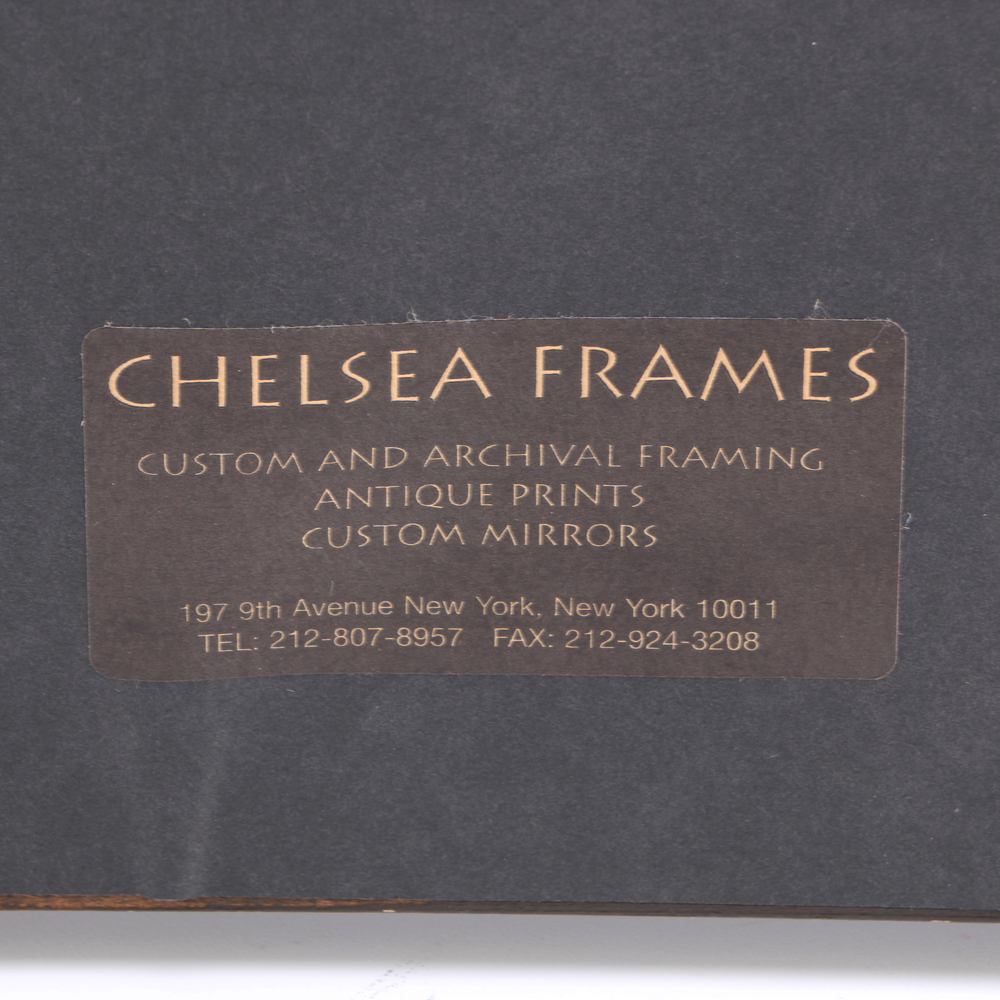 CHELSEA FRAMES
CUSTOM AND ARCHIVAL FRAMING
ANTIQUE PRINTS
CUSTOM MIRRORS
197 9th Avenue New York, New York 10011
TEL: 212-807-8957 FAX: 212-924-3208